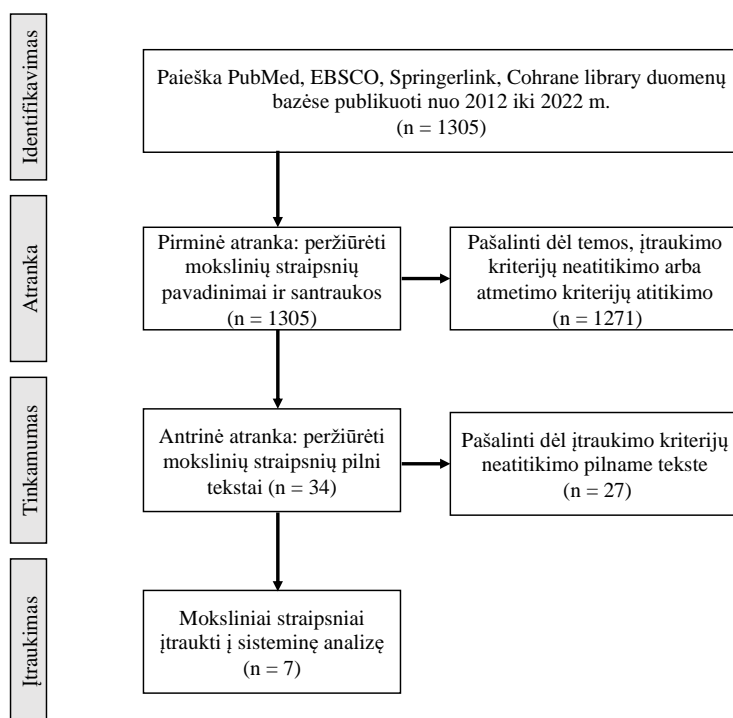 Identifikavimas
Paieška PubMed, EBSCO, Springerlink, Cohrane library duomenų
bazėse publikuoti nuo 2012 iki 2022 m.
(n = 1305)
Atranka
Pirminė atranka: peržiūrėti
mokslinių straipsnių
pavadinimai ir santraukos
(n = 1305)
Pašalinti dėl temos, įtraukimo
kriterijų neatitikimo arba
atmetimo kriterijų atitikimo
(n = 1271)
Tinkamumas
Antrinė atranka: peržiūrėti
mokslinių straipsnių pilni
tekstai (n = 34)
Pašalinti dėl įtraukimo kriterijų
neatitikimo pilname tekste
(n = 27)
Įtraukimas
Moksliniai straipsniai
įtraukti į sisteminę analizę
(n = 7)